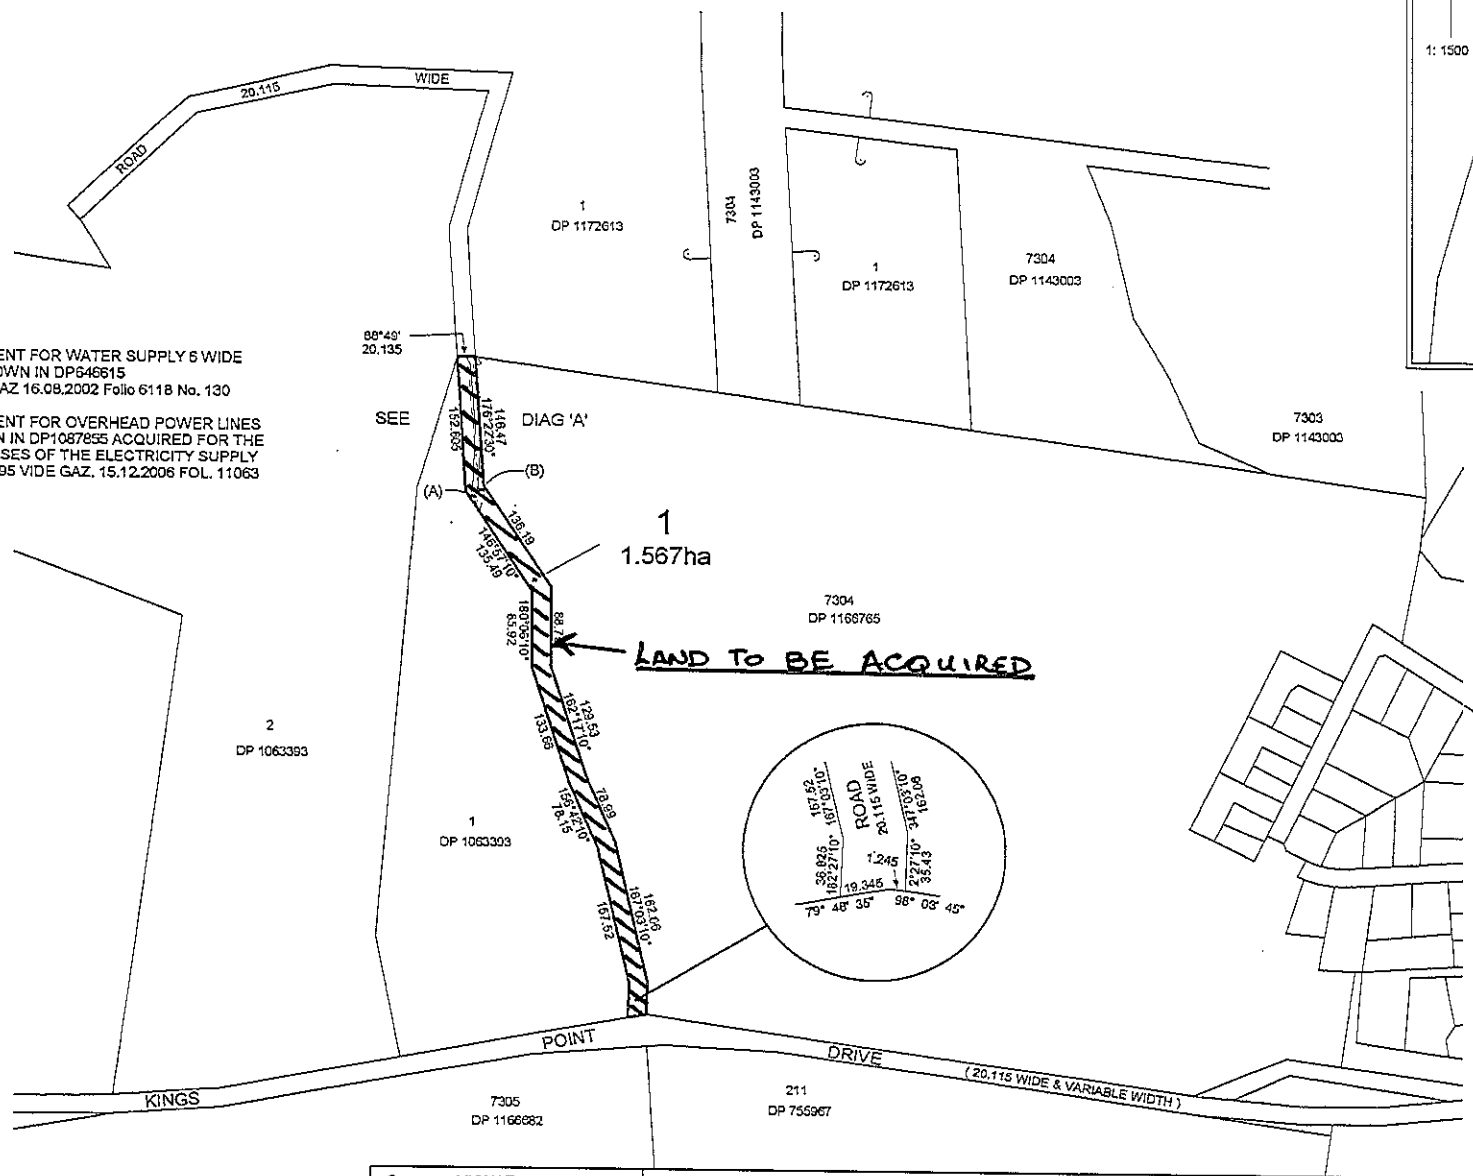 1: 1500
20.115
WIDE
ROAD
1
DP 1172613
7304
DP 1143003
1
DP 1172613
7304
DP 1143003
7303
DP 1143003
88°49'
20.135
ENT FOR WATER SUPPLY 6 WIDE
OWN IN DP646615
AZ 16.08.2002 Folio 6118 No. 130
ENT FOR OVERHEAD POWER LINES
N IN DP1087855 ACQUIRED FOR THE
SES OF THE ELECTRICITY SUPPLY
95 VIDE GAZ. 15.12.2006 FOL. 11063
SEE
DIAG 'A'
152.605
148.47
176°27'30"
(A)
(B)
136.19
146°57'10"
135.49
1
1.567ha
180°06'10"
65.92
88.7
7304
DP 1166765
LAND TO BE ACQUIRED
129.53
162°17'10"
133.66
2
DP 1063393
78.99
156°42'10"
78.15
1
DP 1063393
162.06
167°03'10"
157.52
157.52
167°03'10"
ROAD
20.115 WIDE
347°03'10"
162.06
36.825
182°27'10"
1.245
2°27'10"
35.43
19.345
79° 48' 35"
98° 03' 45"
KINGS
POINT
DRIVE
( 20.115 WIDE & VARIABLE WIDTH )
7305
DP 1166682
211
DP 755967